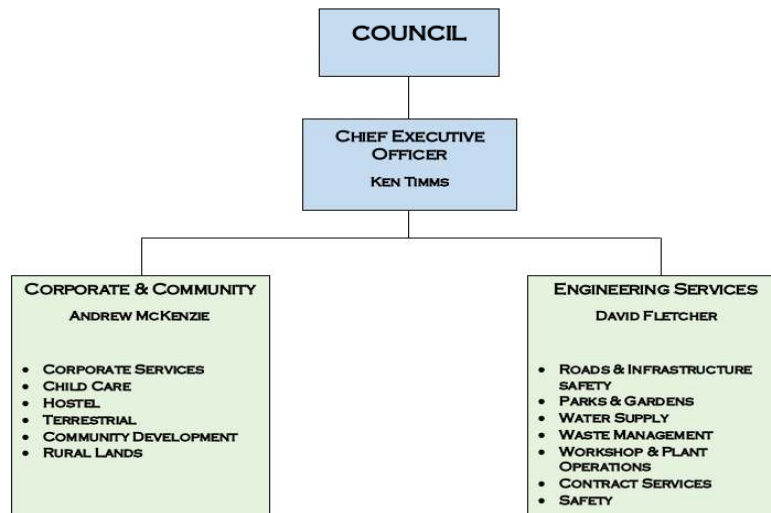 COUNCIL
CHIEF EXECUTIVE
OFFICER
KEN TIMMS
CORPORATE & COMMUNITY
ANDREW MCKENZIE
• CORPORATE SERVICES
• CHILD CARE
• HOSTEL
• TERRESTRIAL
• COMMUNITY DEVELOPMENT
• RURAL LANDS
ENGINEERING SERVICES
DAVID FLETCHER
• ROADS & INFRASTRUCTURE
SAFETY
• PARKS & GARDENS
• WATER SUPPLY
• WASTE MANAGEMENT
• WORKSHOP & PLANT
OPERATIONS
• CONTRACT SERVICES
• SAFETY